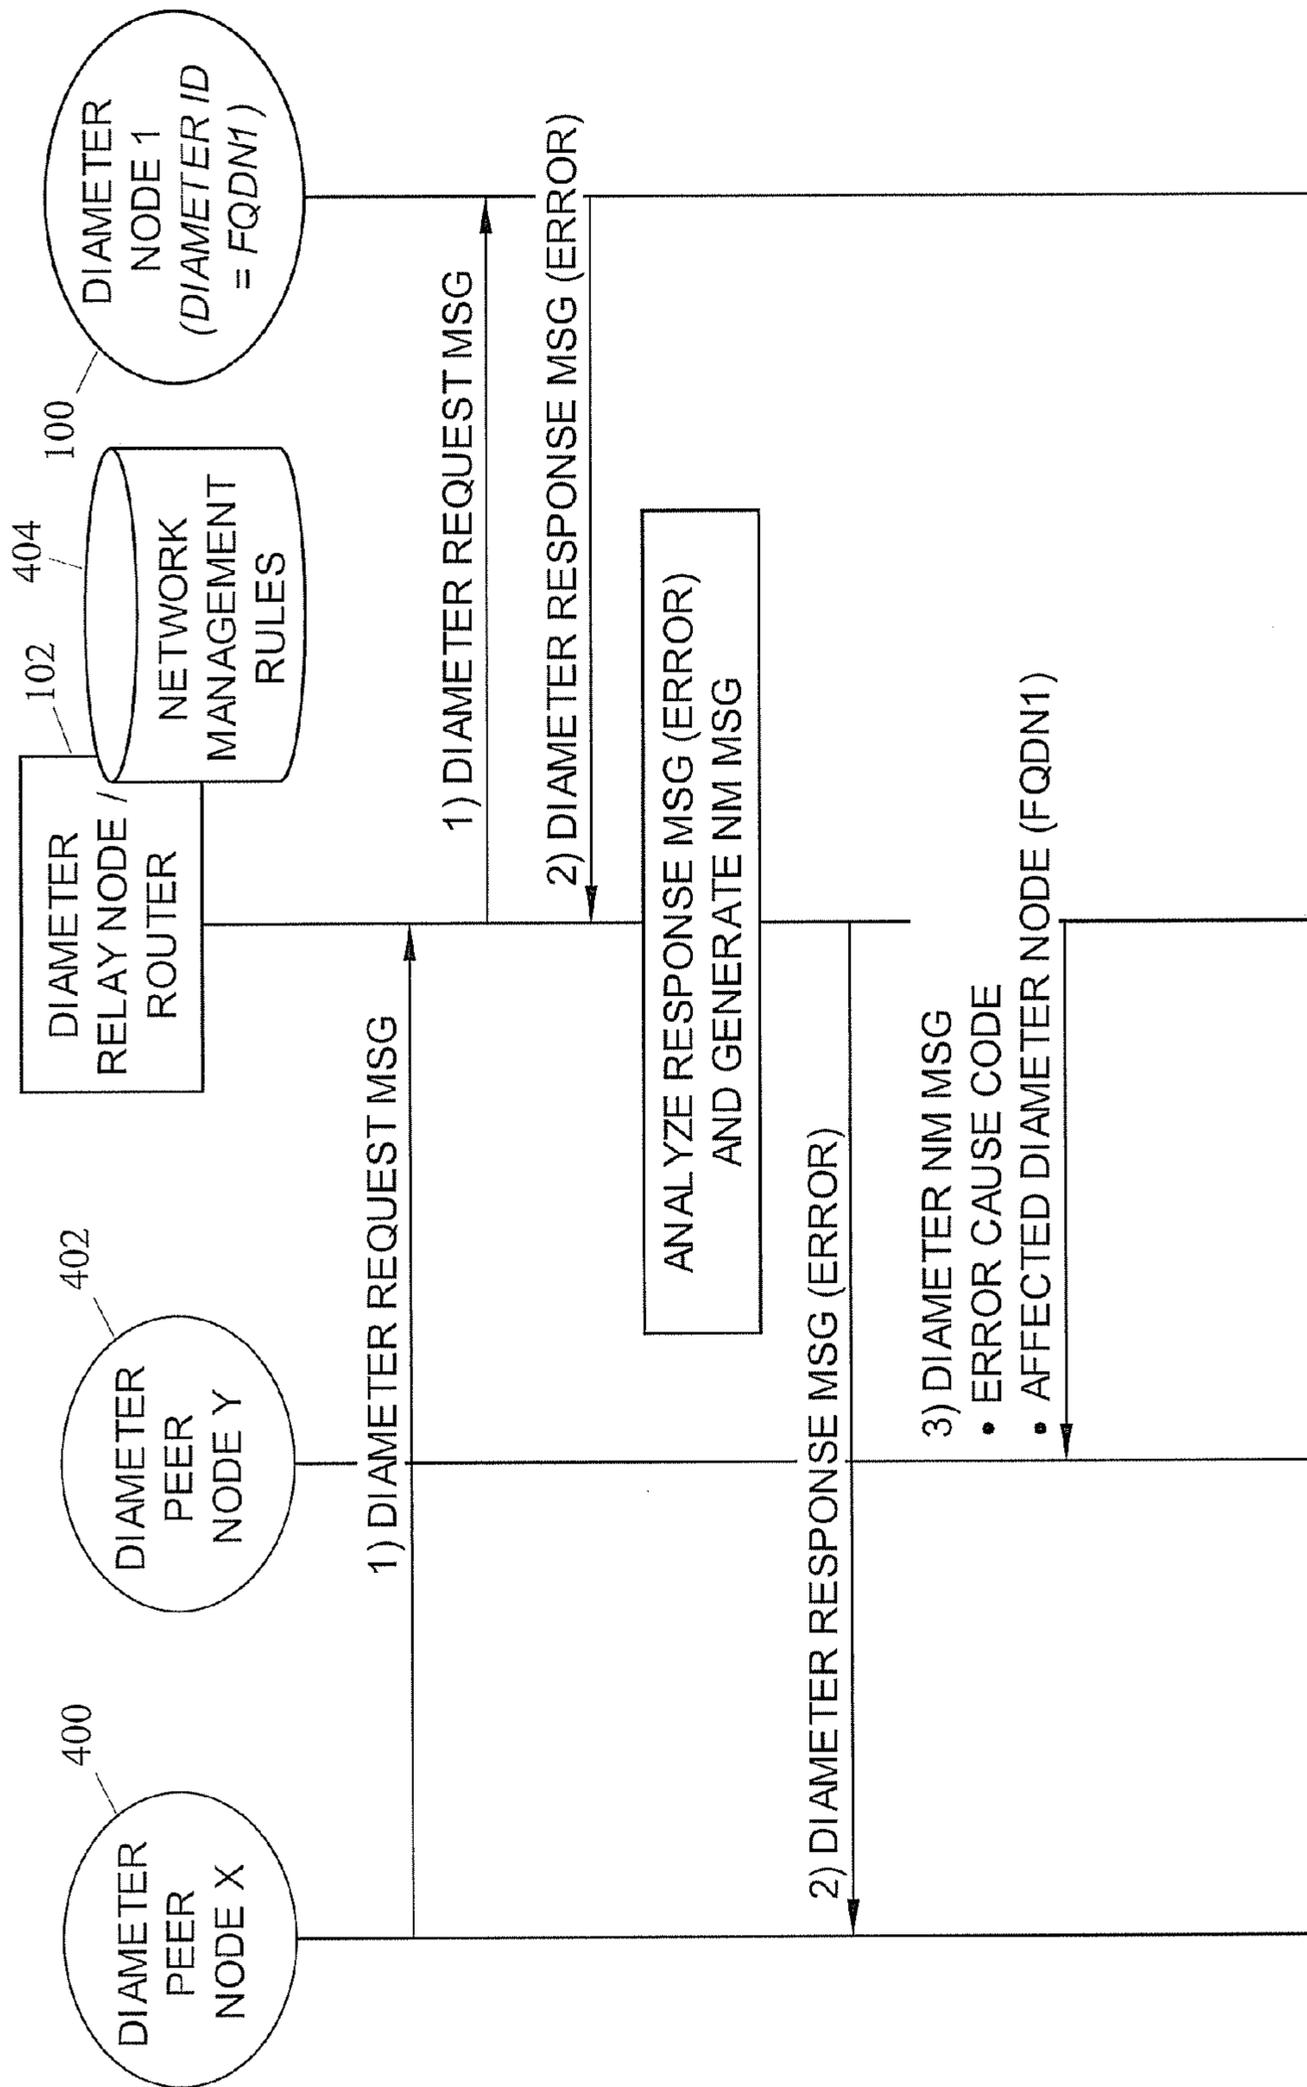 400
DIAMETER
PEER
NODE X
402
DIAMETER
PEER
NODE Y
102
DIAMETER
RELAY NODE /
ROUTER
404
NETWORK
MANAGEMENT
RULES
100
DIAMETER
NODE 1
(DIAMETER ID
= FQDN1 )
1) DIAMETER REQUEST MSG
1) DIAMETER REQUEST MSG
2) DIAMETER RESPONSE MSG (ERROR)
ANALYZE RESPONSE MSG (ERROR)
AND GENERATE NM MSG
2) DIAMETER RESPONSE MSG (ERROR)
3) DIAMETER NM MSG
• ERROR CAUSE CODE
• AFFECTED DIAMETER NODE (FQDN1)